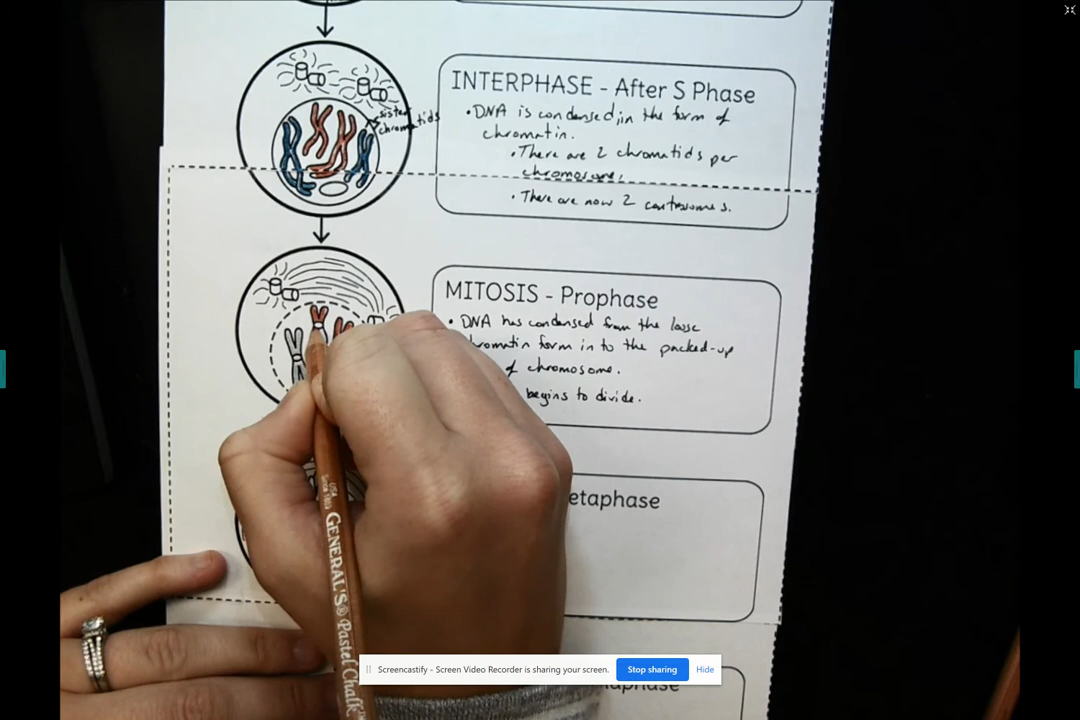 INTERPHASE - After S Phase
• DNA is condensed, in the form of
chromatin.
• There are 2 chromatids per
chromosome.
• There are now 2 centrosomes.
sister
chromatids
MITOSIS - Prophase
• DNA has condensed from the loose
hromatin form in to the packed-up
of chromosome.
begins to divide.
etaphase
aphase
USA
GENERAL'S® Pastel Chalk
Screencastify - Screen Video Recorder is sharing your screen.
Stop sharing
Hide